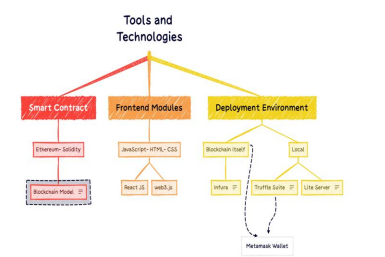 Tools and
Technologies
Smart Contract
Frontend Modules
Deployment Environment
Ethereum- Solidity
JavaScript- HTML- CSS
Blockchain Itself
Local
Blockchain Model
React JS
web3.js
Infura
Truffle Suite
Lite Server
Metamask Wallet